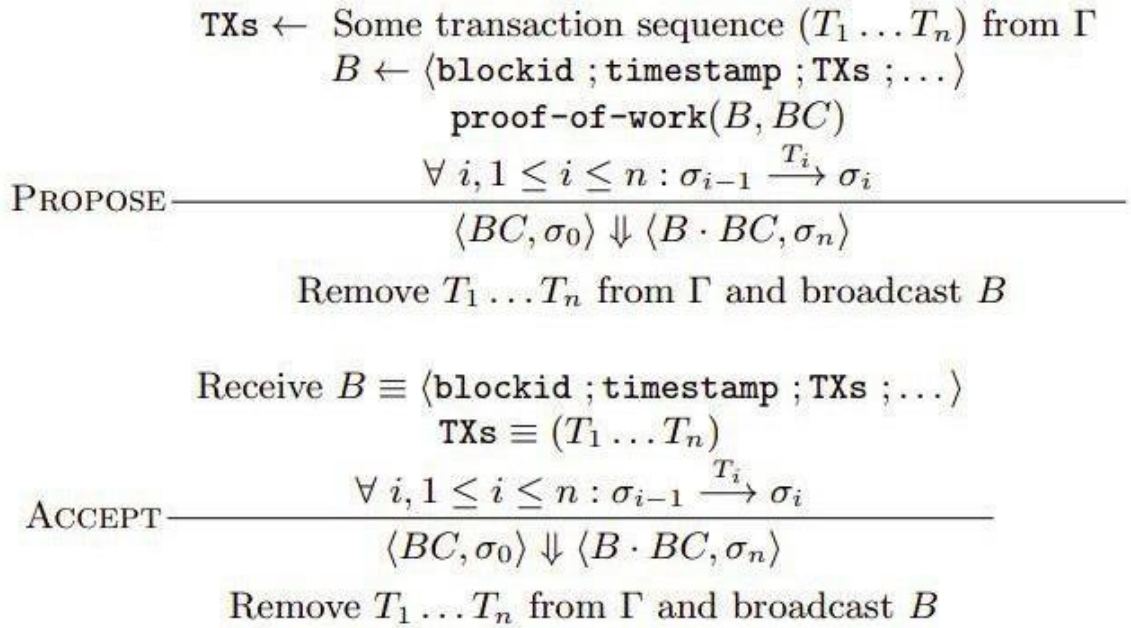 TXs ← Some transaction sequence (T₁ … Tₙ) from Γ
B ← ⟨blockid ; timestamp ; TXs ; … ⟩
proof-of-work(B, BC)
∀ i, 1 ≤ i ≤ n : σᵢ₋₁ —Tᵢ→ σᵢ
PROPOSE
⟨BC, σ₀⟩ ⇓ ⟨B · BC, σₙ⟩
Remove T₁ … Tₙ from Γ and broadcast B
Receive B ≡ ⟨blockid ; timestamp ; TXs ; … ⟩
TXs ≡ (T₁ … Tₙ)
∀ i, 1 ≤ i ≤ n : σᵢ₋₁ —Tᵢ→ σᵢ
ACCEPT
⟨BC, σ₀⟩ ⇓ ⟨B · BC, σₙ⟩
Remove T₁ … Tₙ from Γ and broadcast B